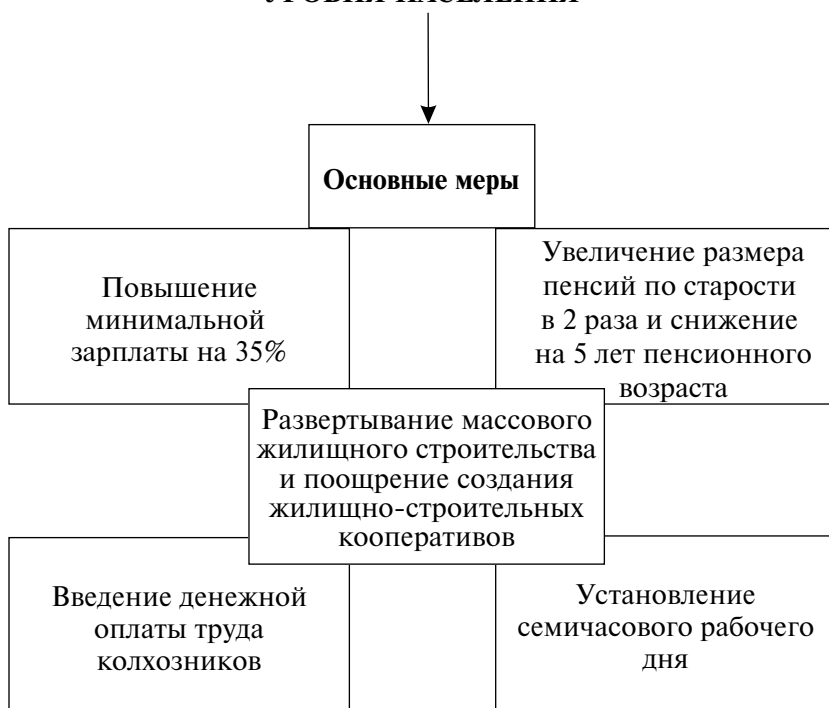 УРОВНЯ НАСЕЛЕНИЯ
Основные меры
Повышение
минимальной
зарплаты на 35%
Увеличение размера
пенсий по старости
в 2 раза и снижение
на 5 лет пенсионного
возраста
Развертывание массового
жилищного строительства
и поощрение создания
жилищно-строительных
кооперативов
Введение денежной
оплаты труда
колхозников
Установление
семичасового рабочего
дня